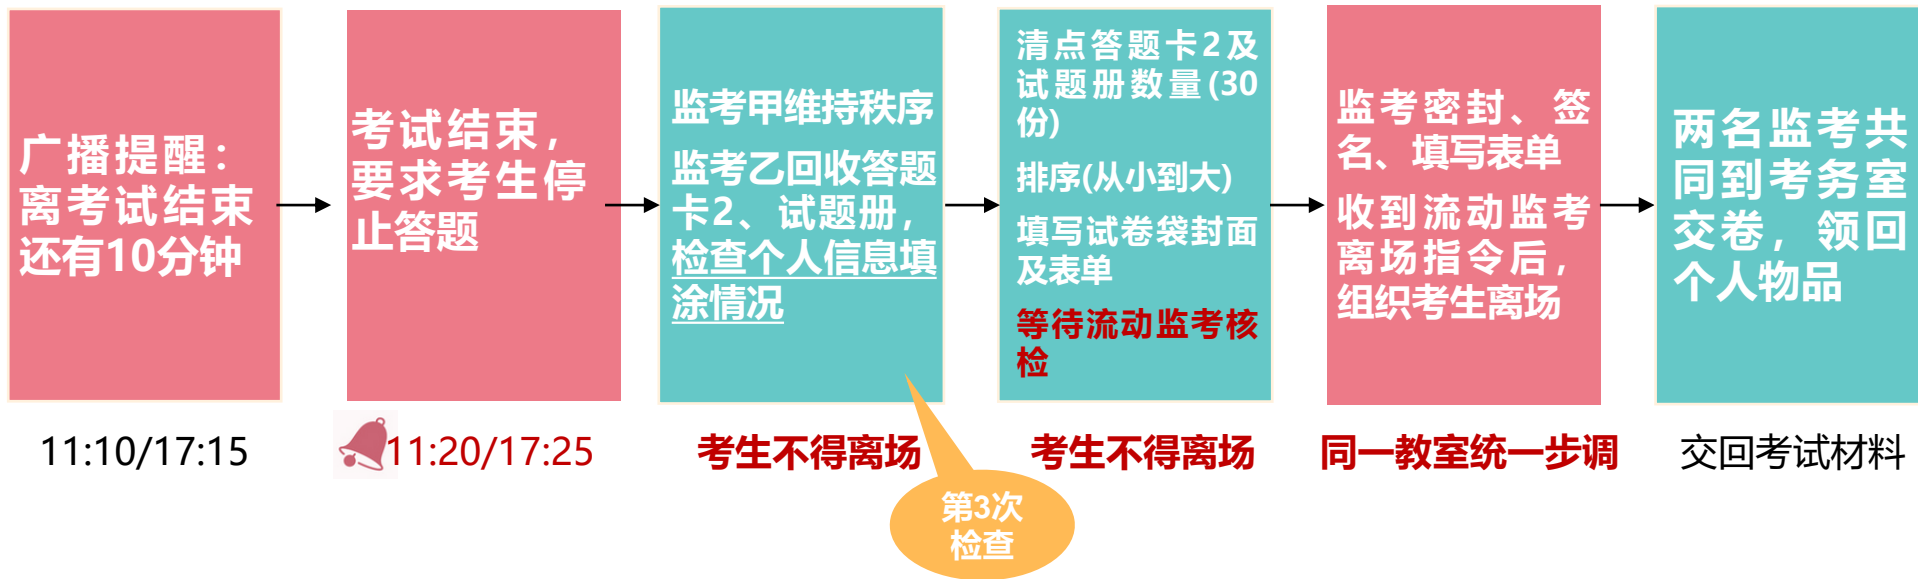 广播提醒：
离考试结束
还有10分钟
11:10/17:15
考试结束，
要求考生停
止答题
11:20/17:25
监考甲维持秩序
监考乙回收答题
卡2、试题册，
检查个人信息填
涂情况
考生不得离场
第3次
检查
清点答题卡2及
试题册数量(30
份)
排序(从小到大)
填写试卷袋封面
及表单
等待流动监考核
检
考生不得离场
监考密封、签
名、填写表单
收到流动监考
离场指令后，
组织考生离场
同一教室统一步调
两名监考共
同到考务室
交卷，领回
个人物品
交回考试材料